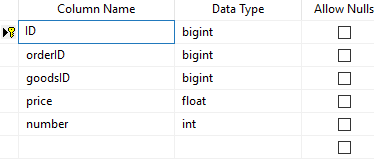 Column Name Data Type Allow Nulls
ID bigint
orderID bigint
goodsID bigint
price float
number int